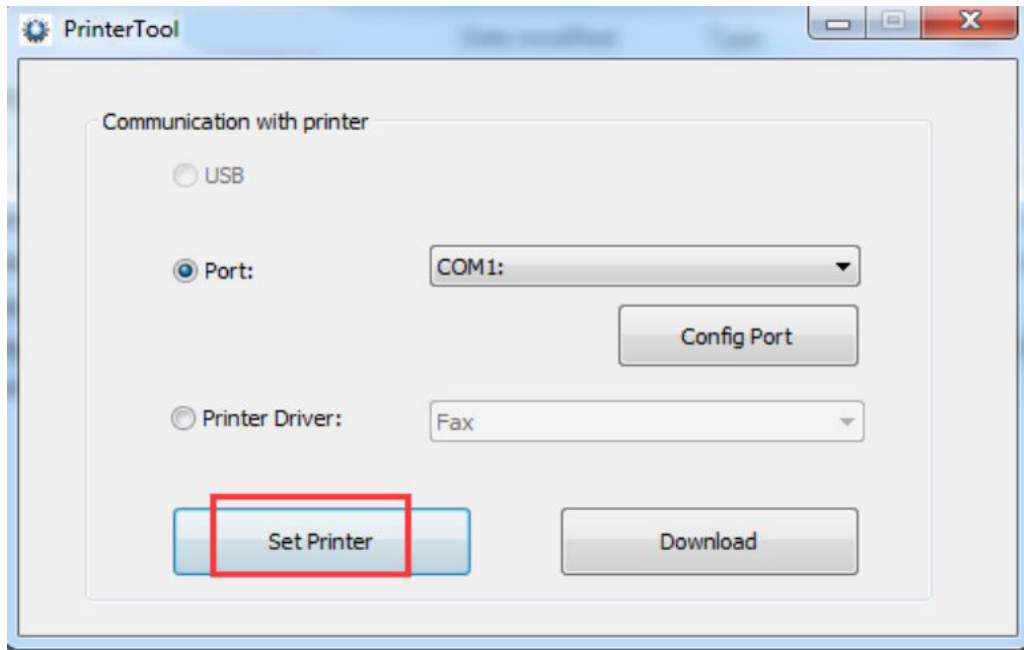 PrinterTool
Communication with printer
USB
Port:
COM1:
Config Port
Printer Driver:
Fax
Set Printer
Download